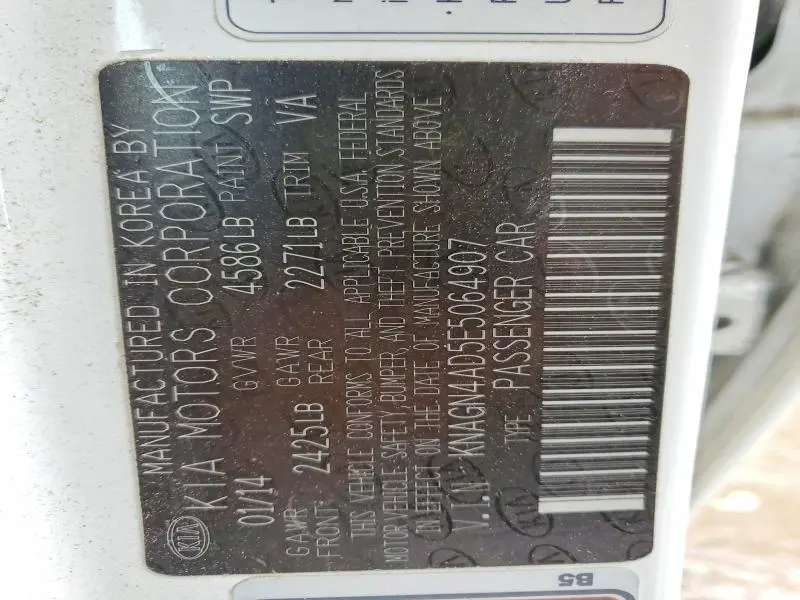 MANUFACTURED IN KOREA BY
KIA KIA MOTORS CORPORATION
01/14 GVWR 4586LB PAINT SWP
GAWR FRONT 2425LB GAWR REAR 2271LB TRIM VA
THIS VEHICLE CONFORMS TO ALL APPLICABLE U.S.A. FEDERAL
MOTOR VEHICLE SAFETY, BUMPER, AND THEFT PREVENTION STANDARDS
IN EFFECT ON THE DATE OF MANUFACTURE SHOWN ABOVE
V.I.N KNAGN4AD5E5064907
TYPE PASSENGER CAR
B5